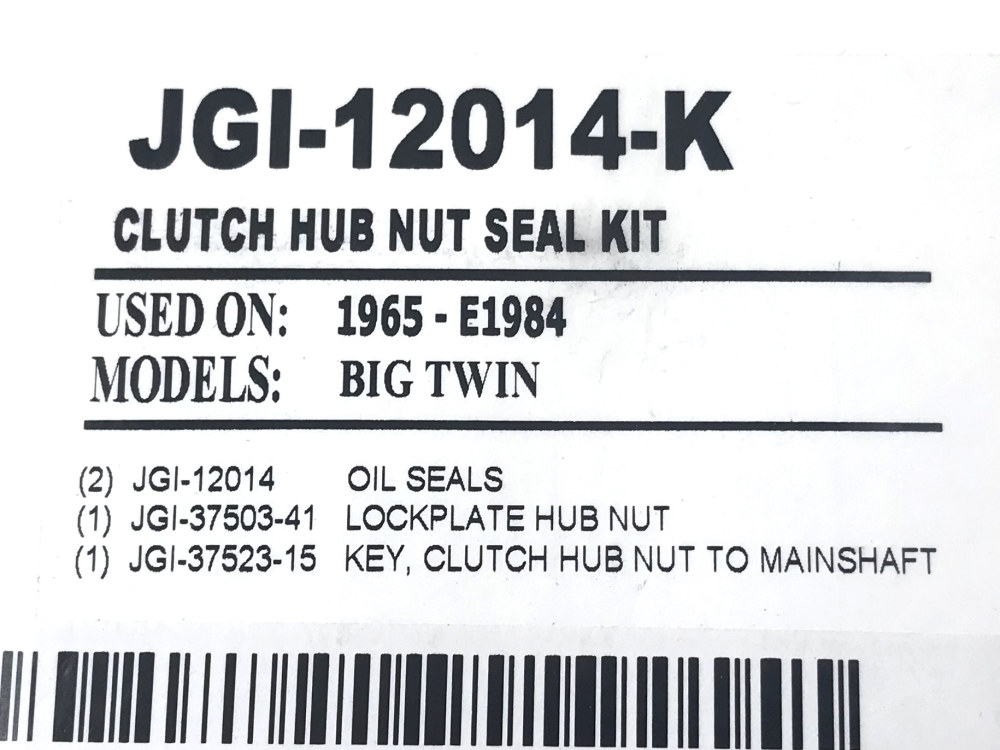 JGI-12014-K
CLUTCH HUB NUT SEAL KIT
USED ON: 1965 - E1984
MODELS: BIG TWIN
(2) JGI-12014 OIL SEALS
(1) JGI-37503-41 LOCKPLATE HUB NUT
(1) JGI-37523-15 KEY, CLUTCH HUB NUT TO MAINSHAFT